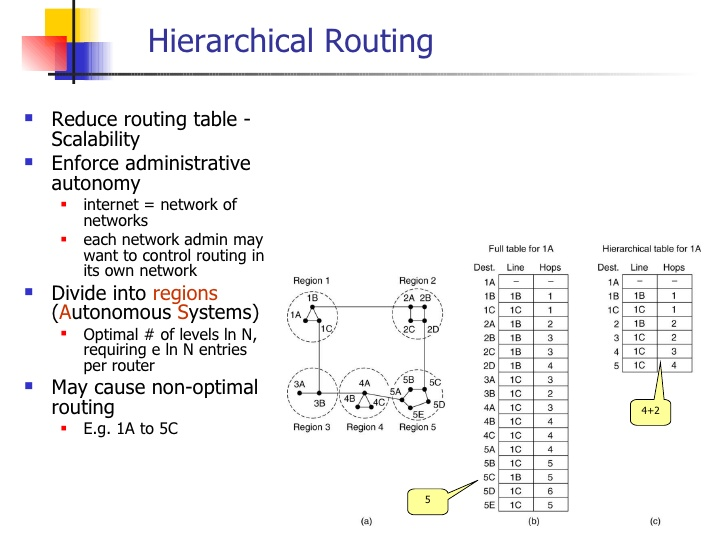 Hierarchical Routing
Reduce routing table -
Scalability
Enforce administrative
autonomy
internet = network of
networks
each network admin may
want to control routing in
its own network
Divide into regions
(Autonomous Systems)
Optimal # of levels ln N,
requiring e ln N entries
per router
May cause non-optimal
routing
E.g. 1A to 5C
Region 1 Region 2
1B 2A 2B
1A
1C 2C 2D
3A 4A 5B 5C
5A
3B 4B 4C 5D
5E
Region 3 Region 4 Region 5
(a)
Full table for 1A
Dest. Line Hops
1A – –
1B 1B 1
1C 1C 1
2A 1B 2
2B 1B 3
2C 1B 3
2D 1B 4
3A 1C 3
3B 1C 2
4A 1C 3
4B 1C 4
4C 1C 4
5A 1C 4
5B 1C 5
5C 1B 5
5D 1C 6
5E 1C 5
(b)
5
Hierarchical table for 1A
Dest. Line Hops
1A – –
1B 1B 1
1C 1C 1
2 1B 2
3 1C 2
4 1C 3
5 1C 4
4+2
(c)